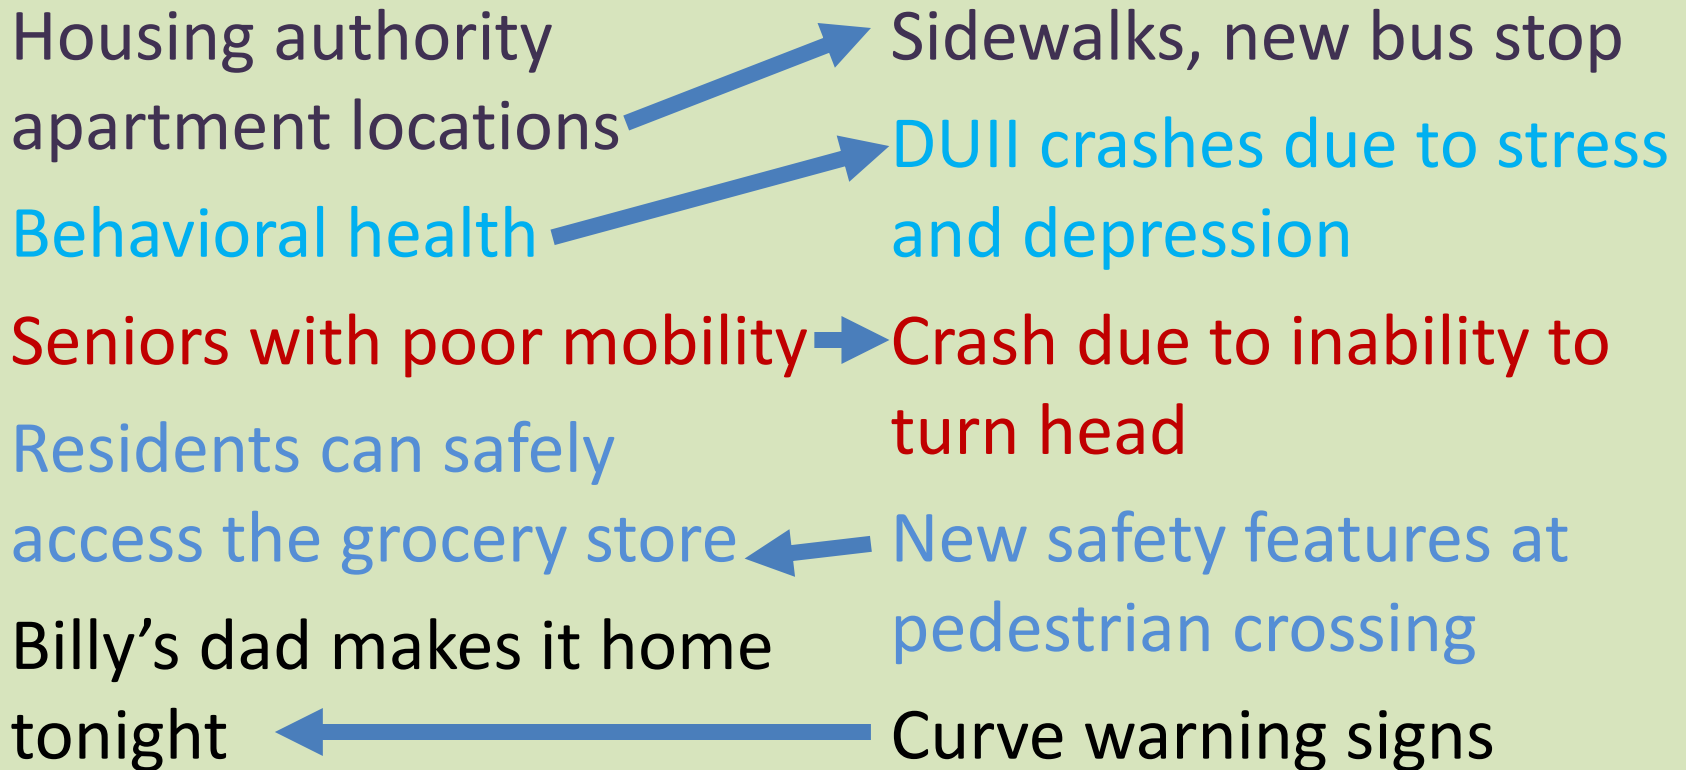 Housing authority
apartment locations
Behavioral health
Seniors with poor mobility
Residents can safely
access the grocery store
Billy’s dad makes it home
tonight
Sidewalks, new bus stop
DUII crashes due to stress
and depression
Crash due to inability to
turn head
New safety features at
pedestrian crossing
Curve warning signs